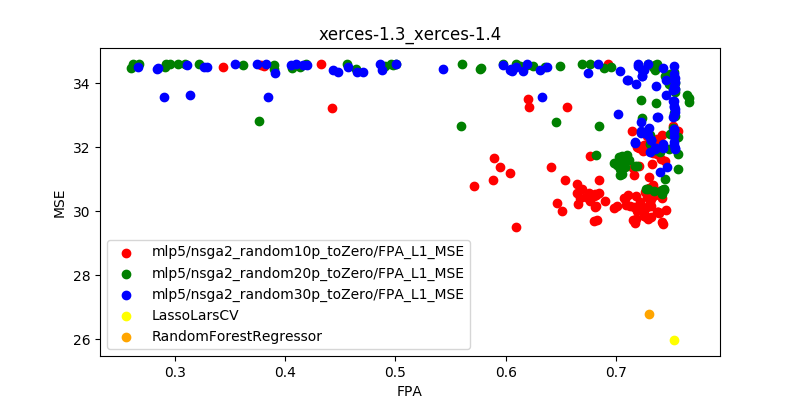 xerces-1.3_xerces-1.4
MSE
34
32
30
28
26
mlp5/nsga2_random10p_toZero/FPA_L1_MSE
mlp5/nsga2_random20p_toZero/FPA_L1_MSE
mlp5/nsga2_random30p_toZero/FPA_L1_MSE
LassoLarsCV
RandomForestRegressor
0.3 0.4 0.5 0.6 0.7
FPA